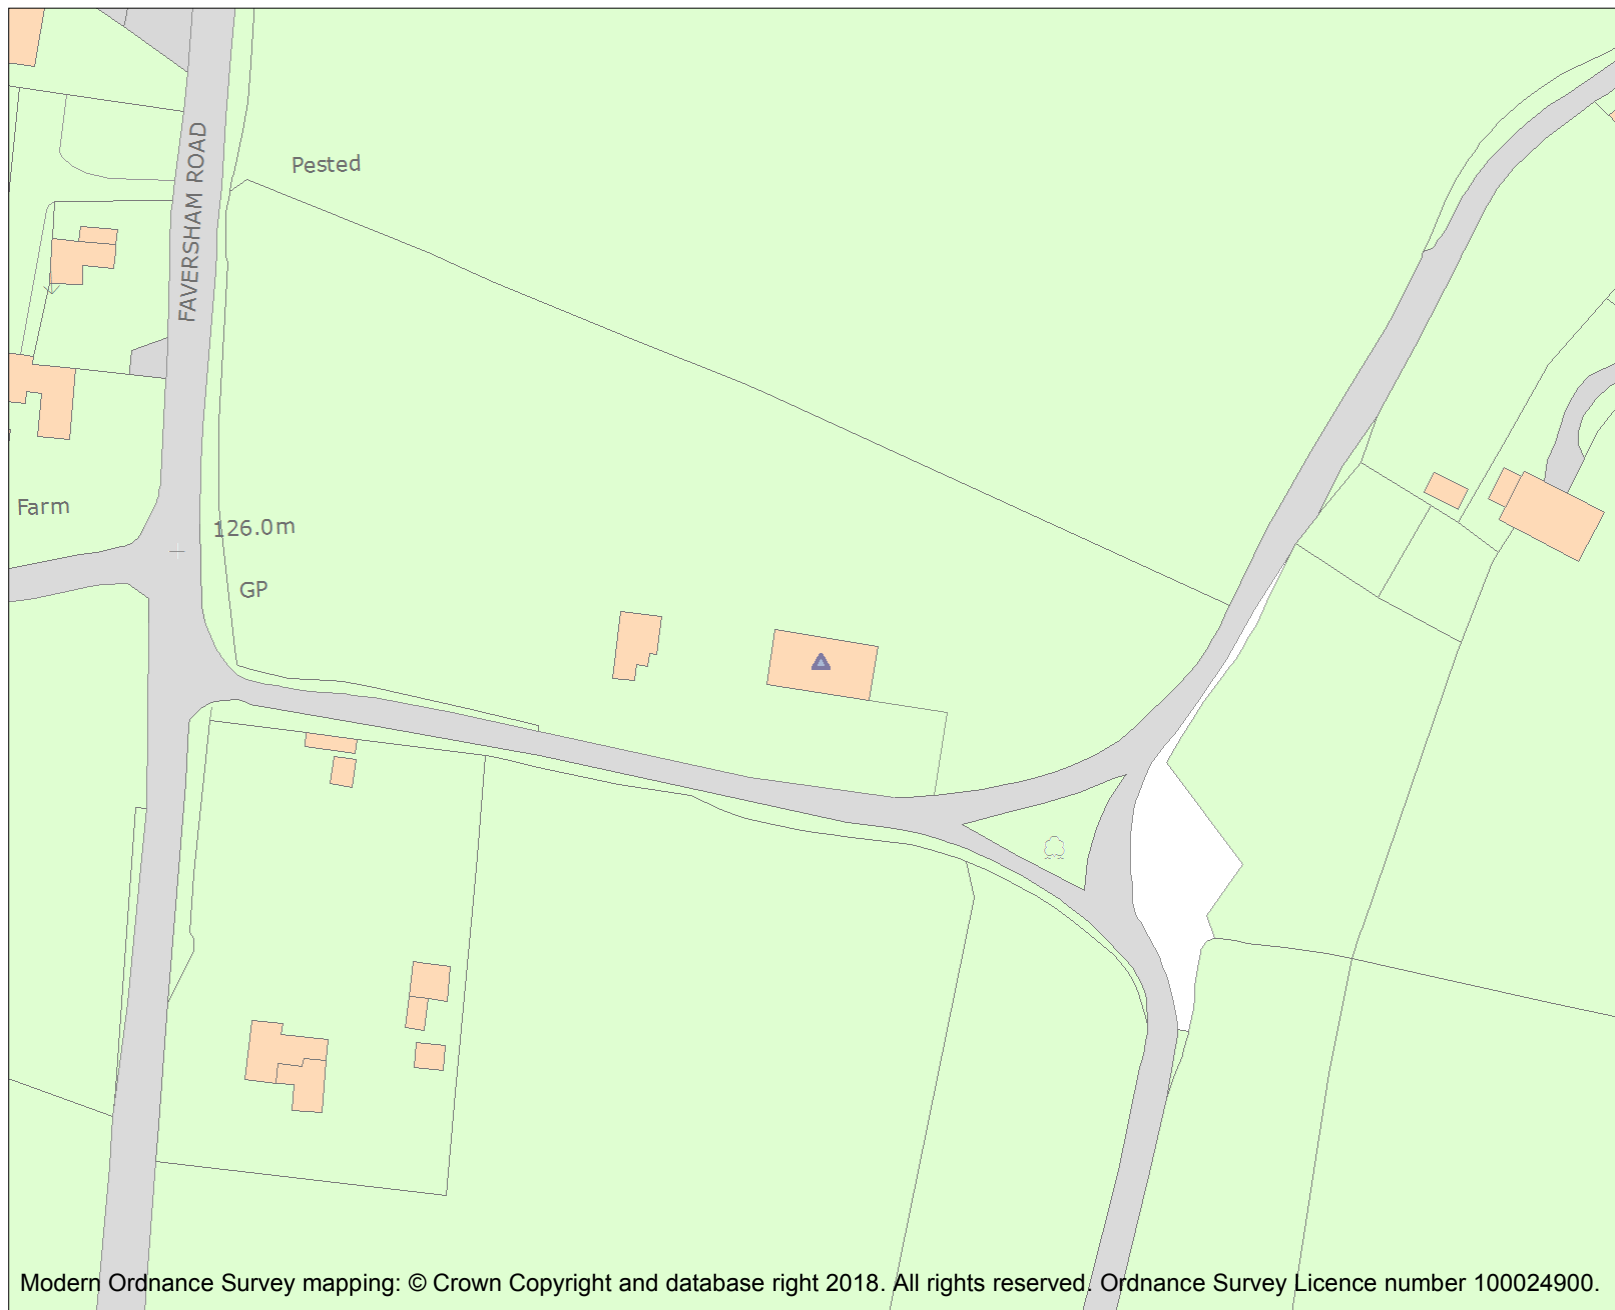 Pested
FAVERSHAM ROAD
Farm
126.0m
GP
Modern Ordnance Survey mapping: © Crown Copyright and database right 2018. All rights reserved. Ordnance Survey Licence number 100024900.